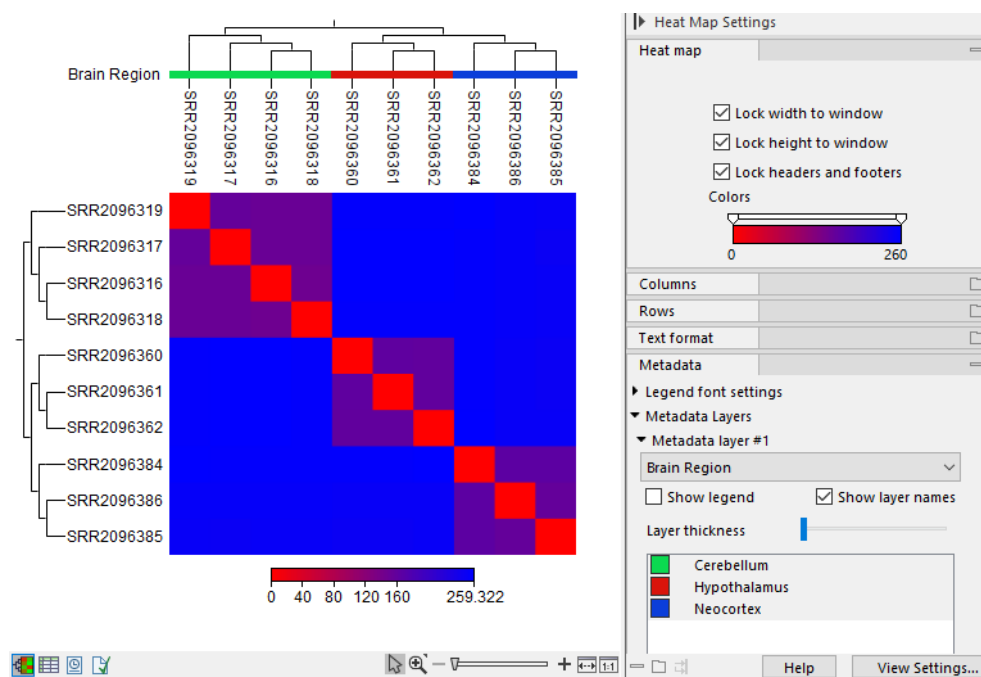 Heat Map Settings
Heat map
Lock width to window
Lock height to window
Lock headers and footers
Colors
0 260
Columns
Rows
Text format
Metadata
Legend font settings
Metadata Layers
Metadata layer #1
Brain Region
Show legend Show layer names
Layer thickness
Cerebellum
Hypothalamus
Neocortex
Help View Settings...
Brain Region
SRR2096319
SRR2096317
SRR2096316
SRR2096318
SRR2096360
SRR2096361
SRR2096362
SRR2096384
SRR2096386
SRR2096385
SRR2096319
SRR2096317
SRR2096316
SRR2096318
SRR2096360
SRR2096361
SRR2096362
SRR2096384
SRR2096386
SRR2096385
0 40 80 120 160 259.322
1:1